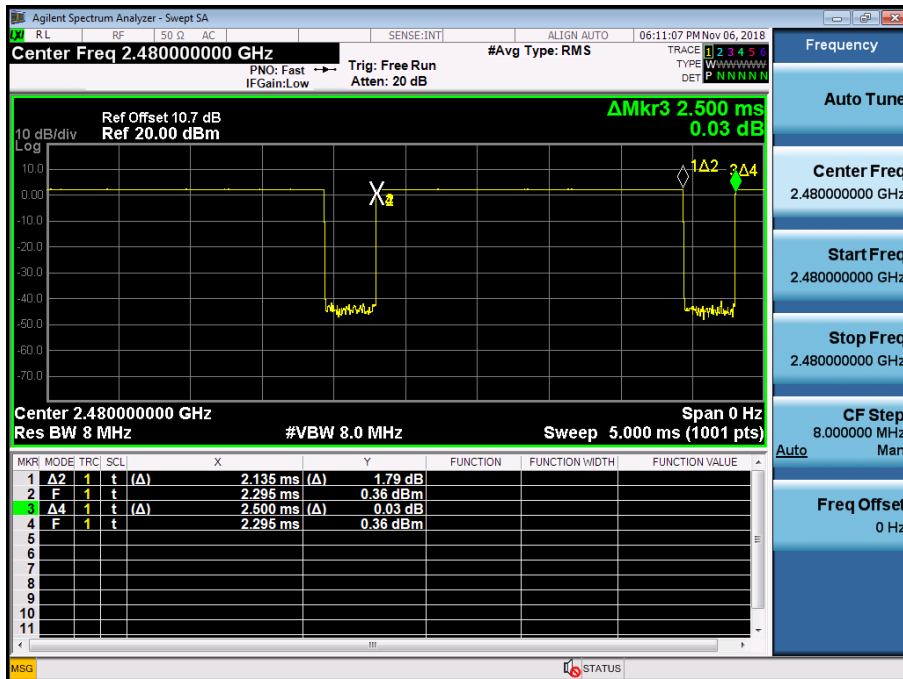 Agilent Spectrum Analyzer - Swept SA
LXI RL RF 50 Ω AC SENSE:INT ALIGN AUTO 06:11:07 PM Nov 06, 2018
Center Freq 2.480000000 GHz
PNO: Fast
IFGain:Low
Trig: Free Run
Atten: 20 dB
#Avg Type: RMS
TRACE 1 2 3 4 5 6
TYPE WWWWWW
DET P N N N N N
ΔMkr3 2.500 ms
0.03 dB
Ref Offset 10.7 dB
10 dB/div Ref 20.00 dBm
Log
10.0
0.00
-10.0
-20.0
-30.0
-40.0
-50.0
-60.0
-70.0
1Δ2
3Δ4
Center 2.480000000 GHz Span 0 Hz
Res BW 8 MHz #VBW 8.0 MHz Sweep 5.000 ms (1001 pts)
MKR MODE TRC SCL X Y FUNCTION FUNCTION WIDTH FUNCTION VALUE
1 Δ2 1 t (Δ) 2.135 ms (Δ) 1.79 dB
2 F 1 t 2.295 ms 0.36 dBm
3 Δ4 1 t (Δ) 2.500 ms (Δ) 0.03 dB
4 F 1 t 2.295 ms 0.36 dBm
5
6
7
8
9
10
11
MSG STATUS
Frequency
Auto Tune
Center Freq
2.480000000 GHz
Start Freq
2.480000000 GHz
Stop Freq
2.480000000 GHz
CF Step
8.000000 MHz
Auto Man
Freq Offset
0 Hz